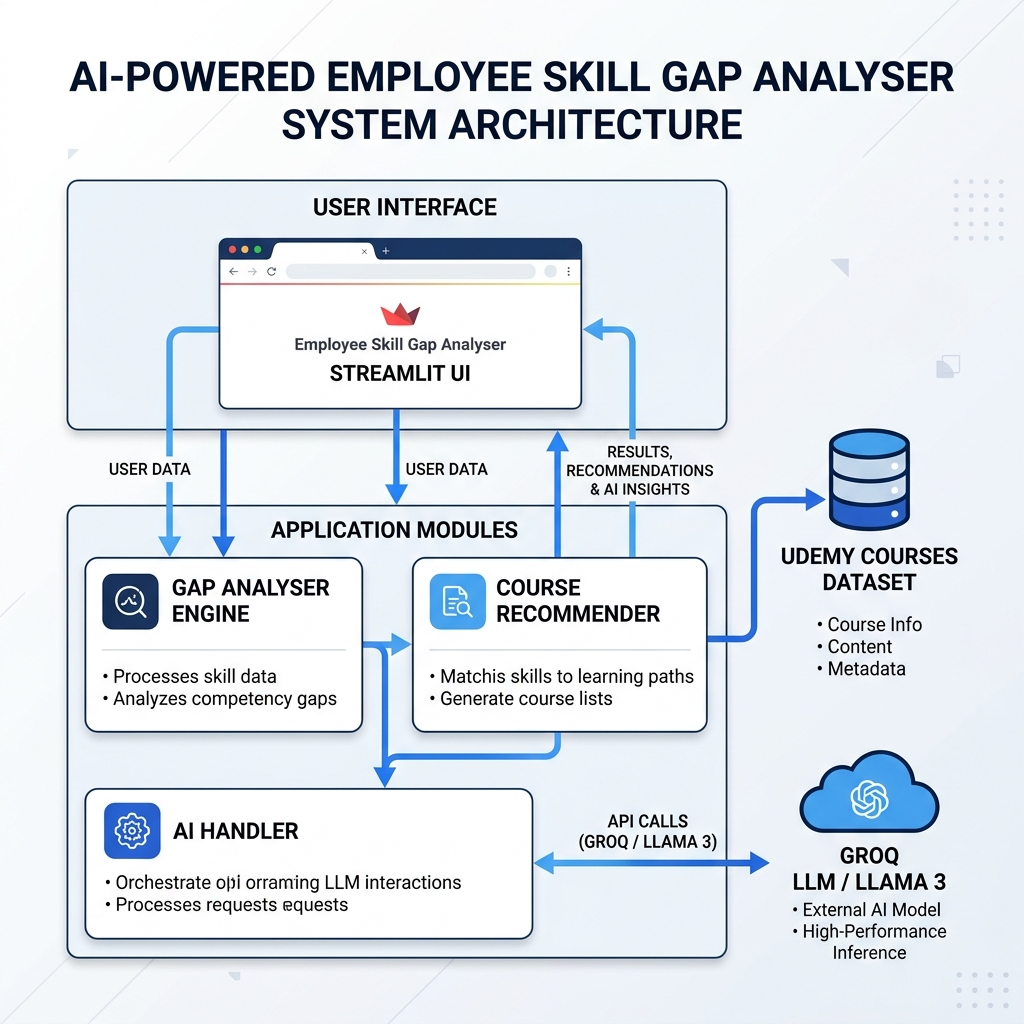 AI-POWERED EMPLOYEE SKILL GAP ANALYSER
SYSTEM ARCHITECTURE
USER INTERFACE
Employee Skill Gap Analyser
STREAMLIT UI
USER DATA
USER DATA
RESULTS,
RECOMMENDATIONS
& AI INSIGHTS
APPLICATION MODULES
GAP ANALYSER
ENGINE
• Processes skill data
• Analyzes competency gaps
COURSE
RECOMMENDER
• Matchis skills to learning paths
• Generate course lists
UDEMY COURSES
DATASET
• Course Info
• Content
• Metadata
AI HANDLER
• Orchestrate LLM interactions
• Processes requests
API CALLS
(GROQ / LLAMA 3)
GROQ
LLM / LLAMA 3
• External AI Model
• High-Performance
Inference